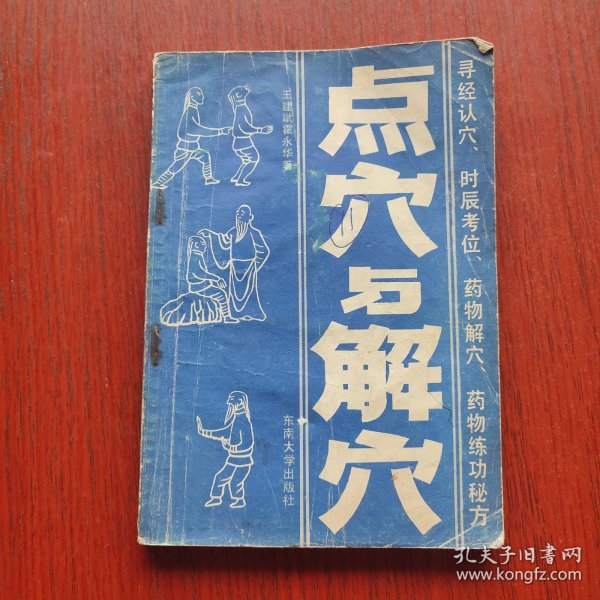 寻经认穴、时辰考位、药物解穴、药物练功秘方
点穴与解穴
王建斌霍永华著
东南大学出版社
孔夫子旧书网
www.kongfz.com